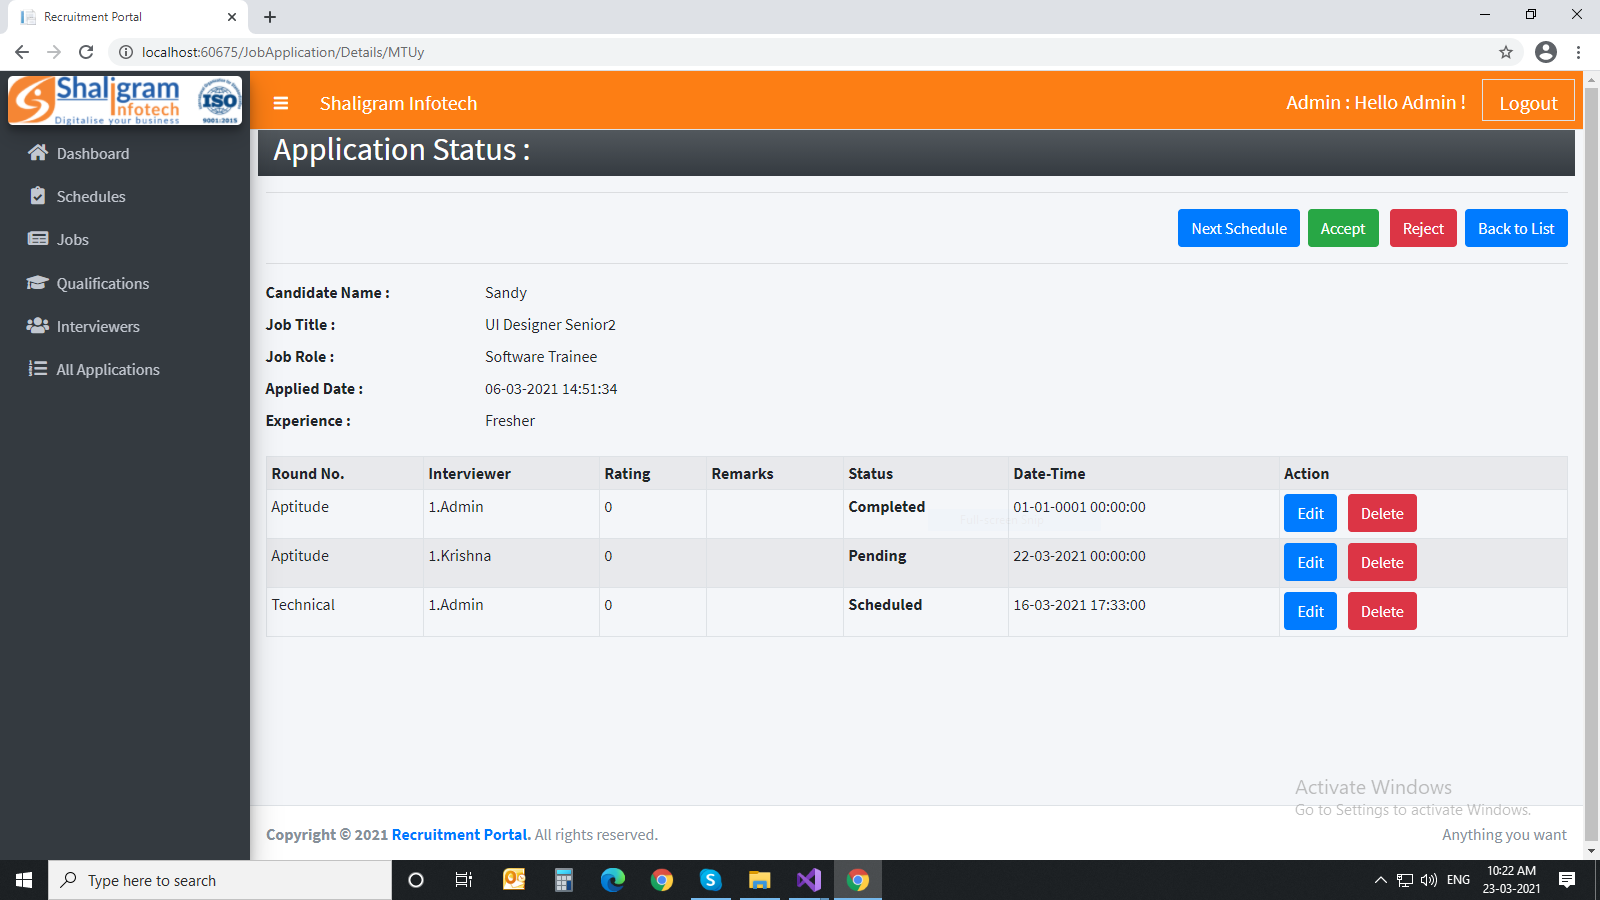 Recruitment Portal
localhost:60675/JobApplication/Details/MTUy
Shaligram
Infotech
Digitalise your business
ISO
9001:2015
Shaligram Infotech
Admin : Hello Admin !
Logout
Dashboard
Schedules
Jobs
Qualifications
Interviewers
All Applications
Application Status :
Next Schedule Accept Reject Back to List
Candidate Name : Sandy
Job Title : UI Designer Senior2
Job Role : Software Trainee
Applied Date : 06-03-2021 14:51:34
Experience : Fresher
Round No. Interviewer Rating Remarks Status Date-Time Action
Aptitude 1.Admin 0 Completed 01-01-0001 00:00:00 Edit Delete
Aptitude 1.Krishna 0 Pending 22-03-2021 00:00:00 Edit Delete
Technical 1.Admin 0 Scheduled 16-03-2021 17:33:00 Edit Delete
Activate Windows
Go to Settings to activate Windows.
Copyright © 2021 Recruitment Portal. All rights reserved. Anything you want
Type here to search
ENG
10:22 AM
23-03-2021